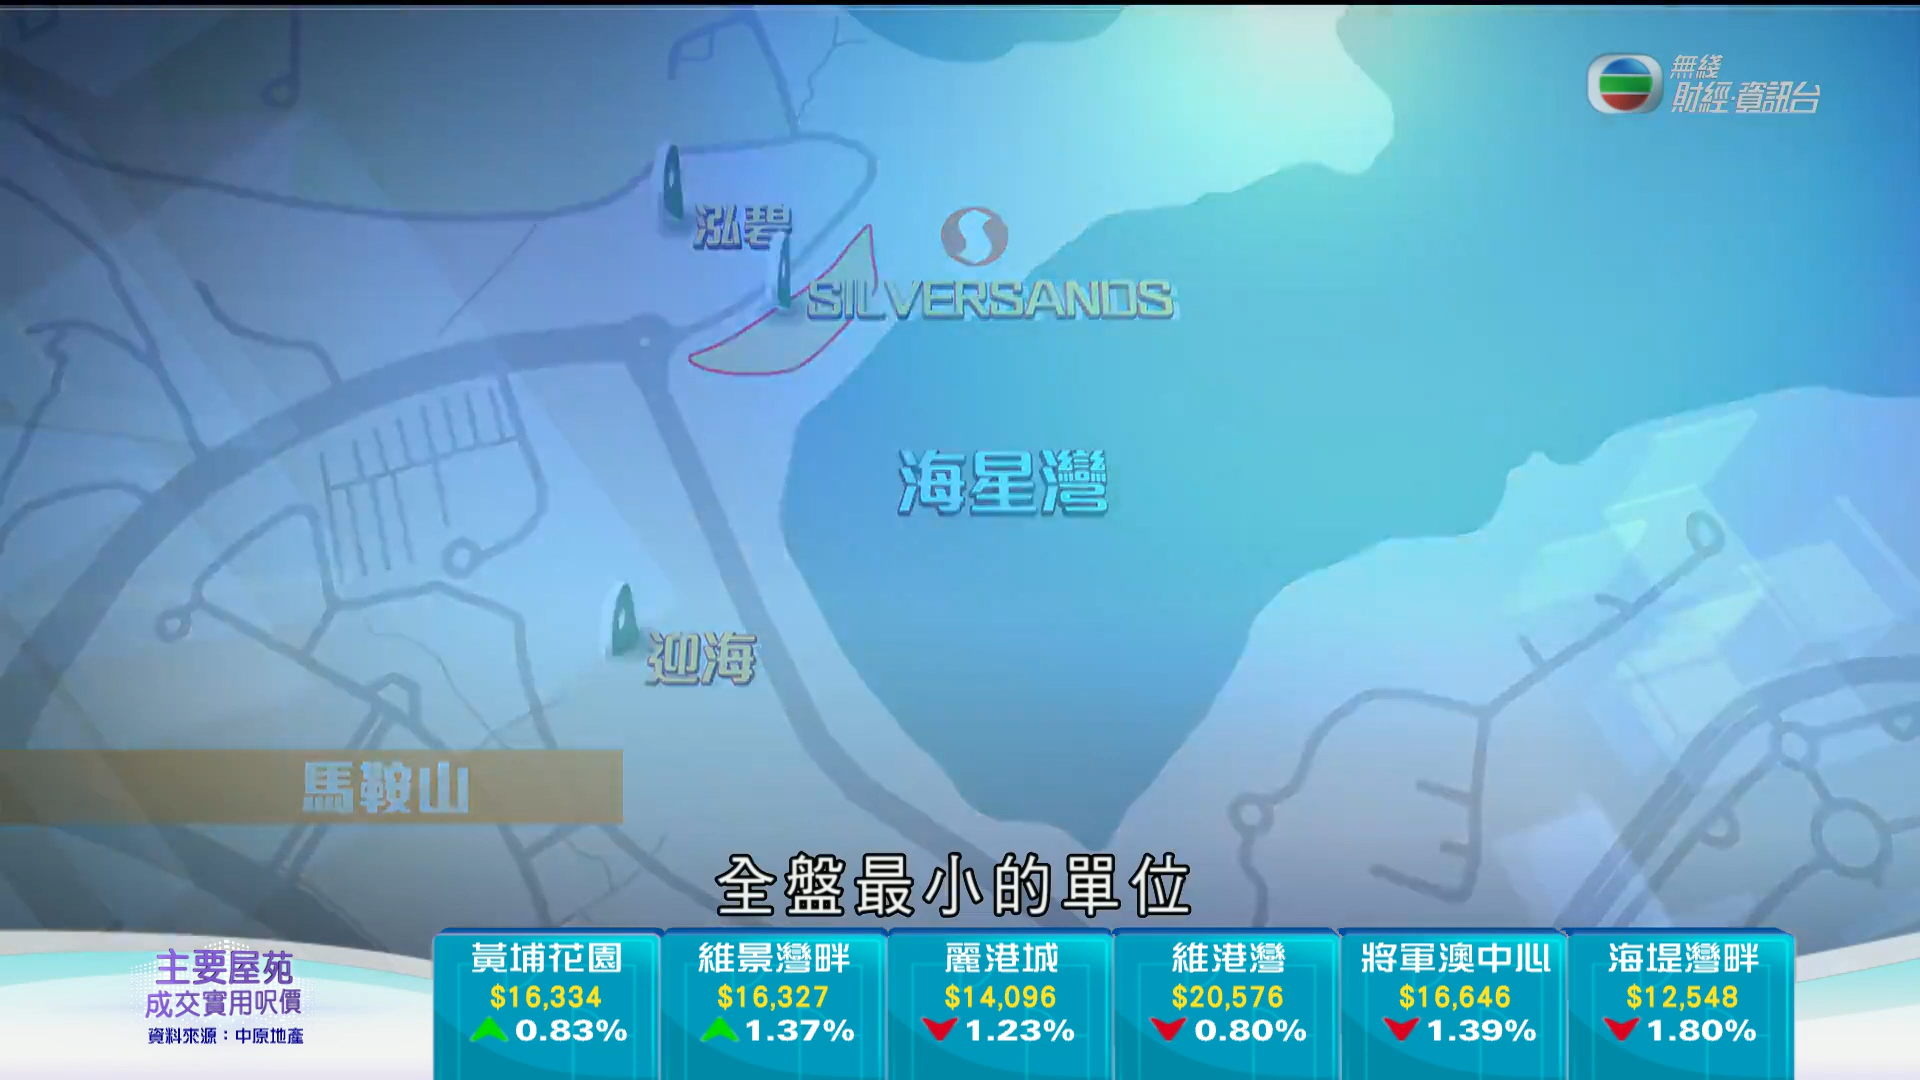 無綫
財經·資訊台
泓碧
SILVERSANDS
海星灣
迎海
馬鞍山
全盤最小的單位
主要屋苑
成交實用呎價
資料來源：中原地產
黃埔花園
$16,334
0.83%
維景灣畔
$16,327
1.37%
麗港城
$14,096
1.23%
維港灣
$20,576
0.80%
將軍澳中心
$16,646
1.39%
海堤灣畔
$12,548
1.80%